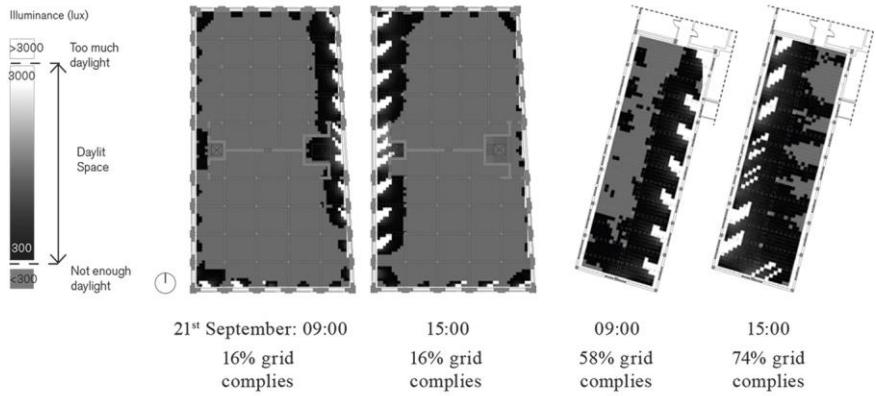 Illuminance (lux)
>3000
Too much
daylight
3000
Daylit
Space
300
<300
Not enough
daylight
21st September: 09:00
15:00
09:00
15:00
16% grid
complies
16% grid
complies
58% grid
complies
74% grid
complies